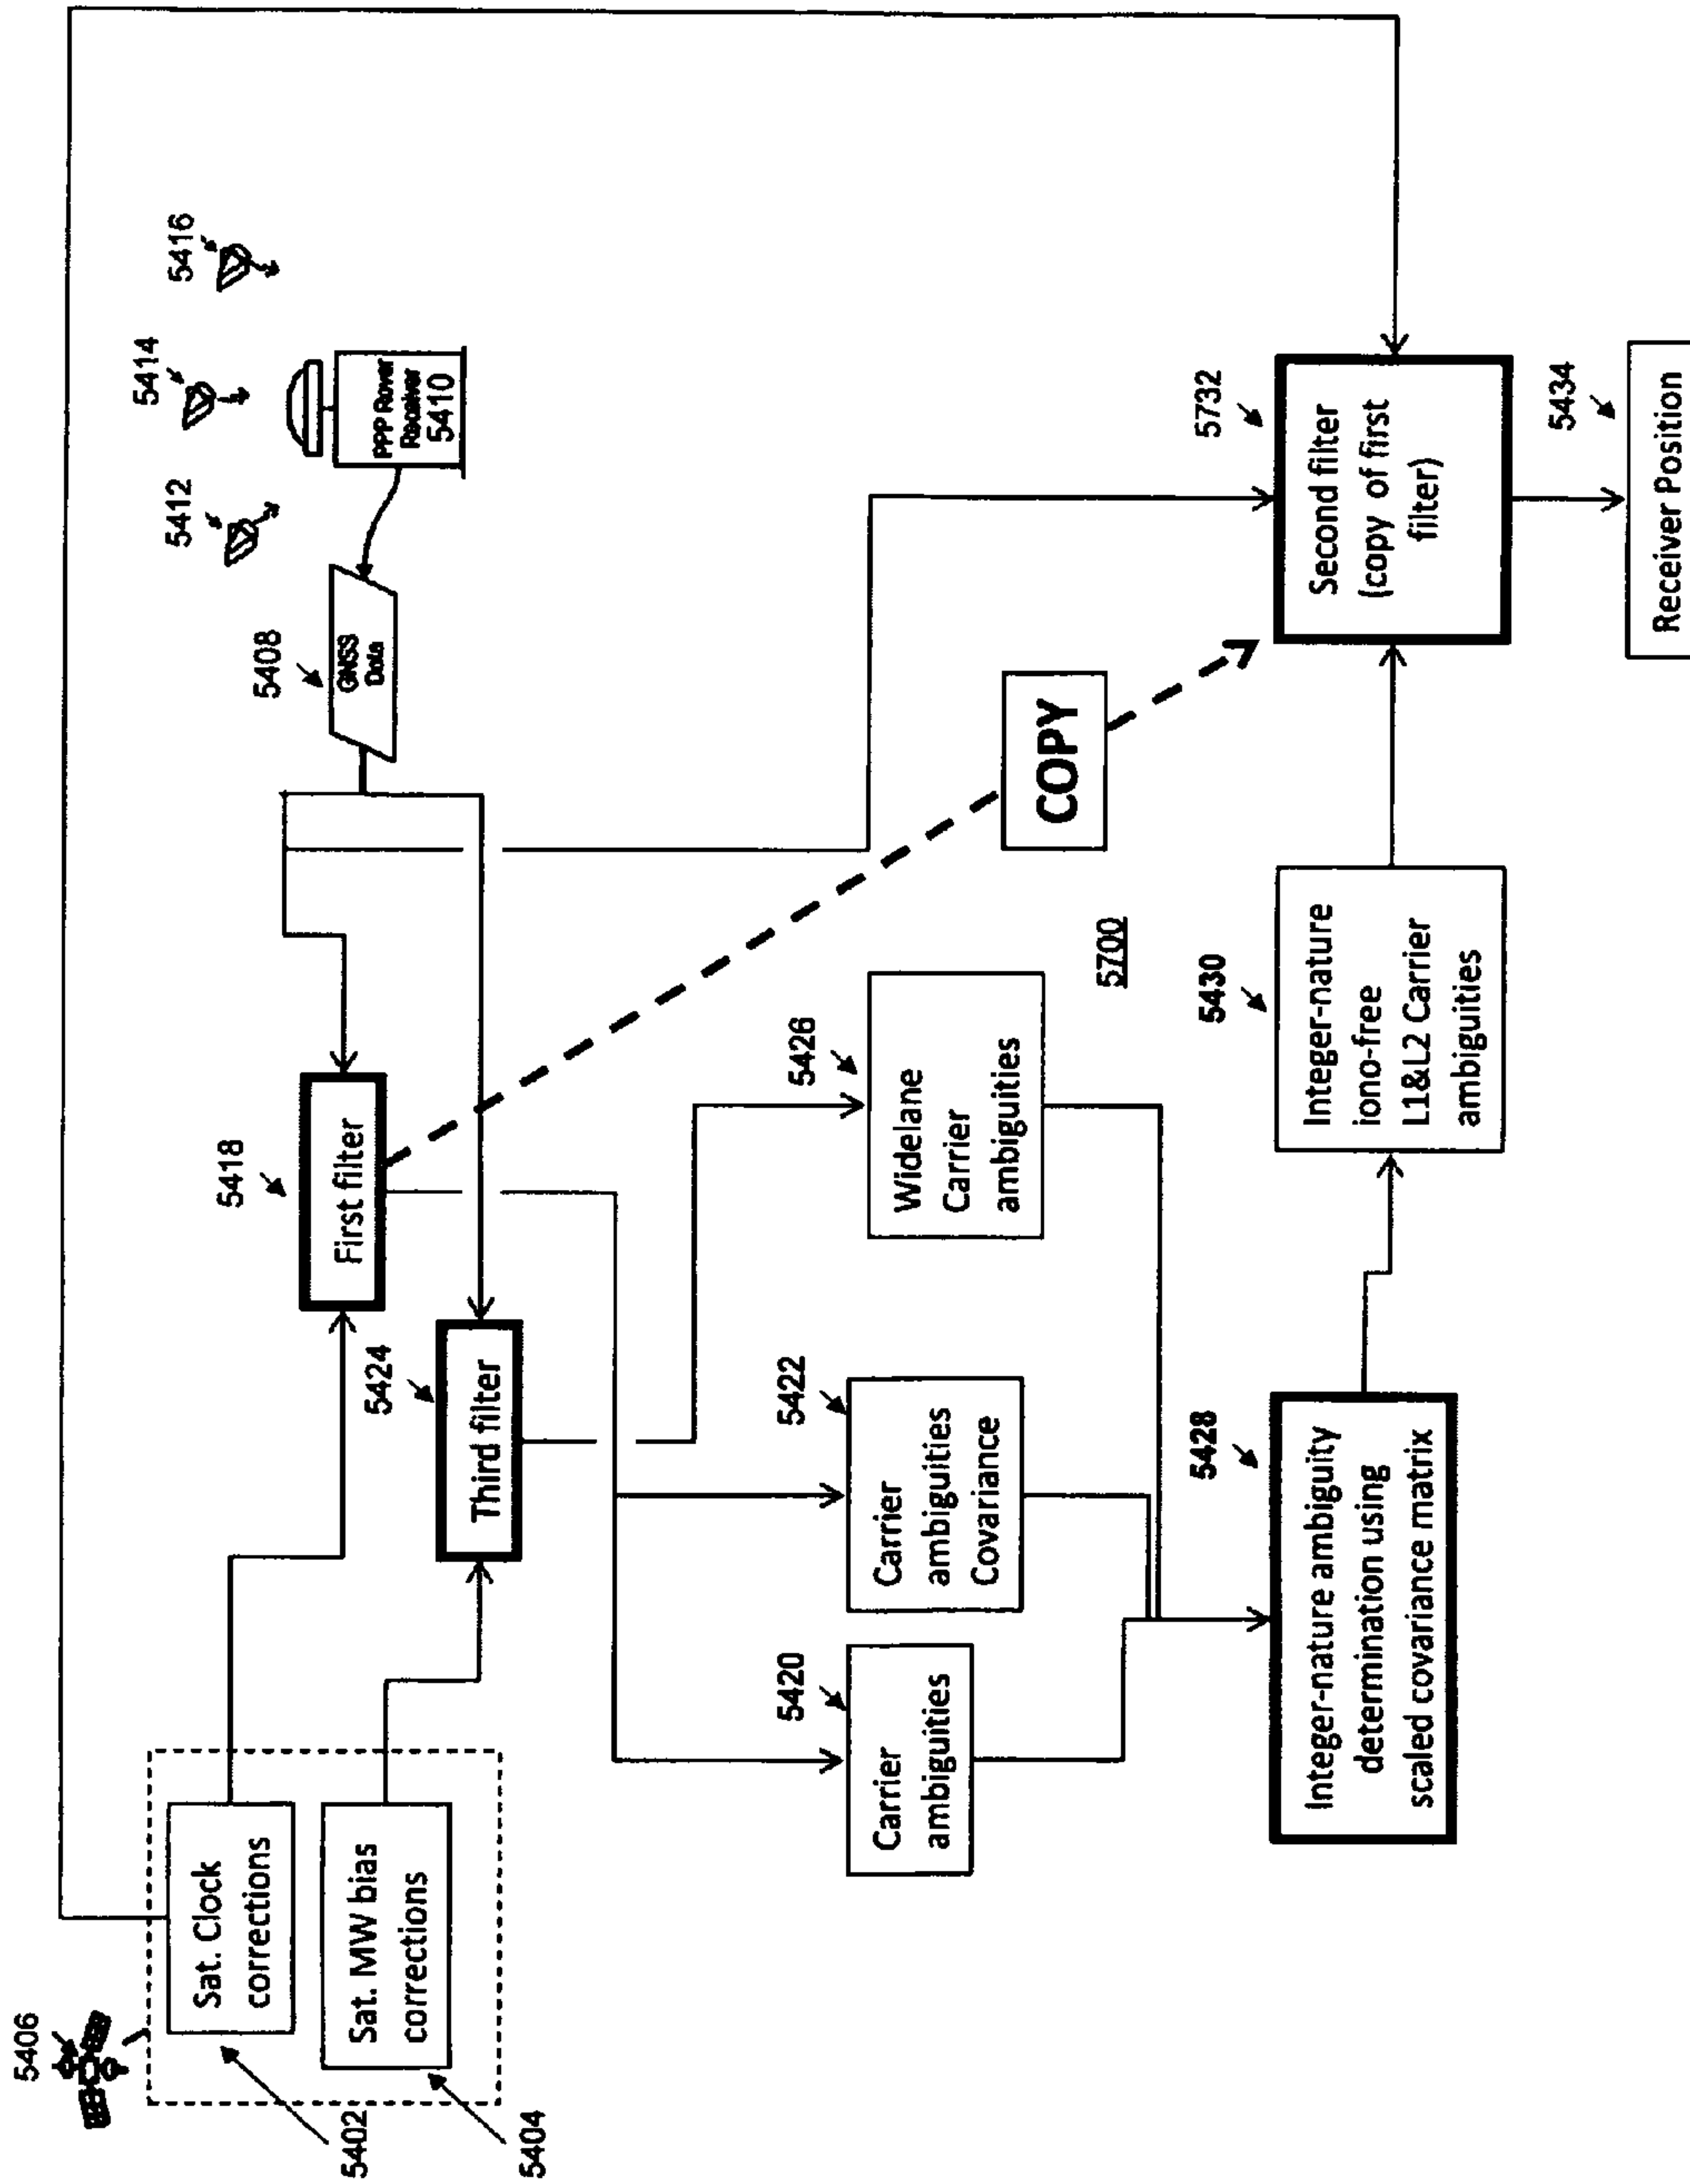 5406
Sat. Clock
corrections
Sat. MW bias
corrections
5402
5404
5418
First filter
5424
Third filter
5408
GNSS
Data
5412
5414
5416
PPP Rover
Receiver
5410
5420
Carrier
ambiguities
5422
Carrier
ambiguities
Covariance
5426
Widelane
Carrier
ambiguities
5700
COPY
5428
Integer-nature ambiguity
determination using
scaled covariance matrix
5430
Integer-nature
iono-free
L1&L2 Carrier
ambiguities
5732
Second filter
(copy of first
filter)
5434
Receiver Position